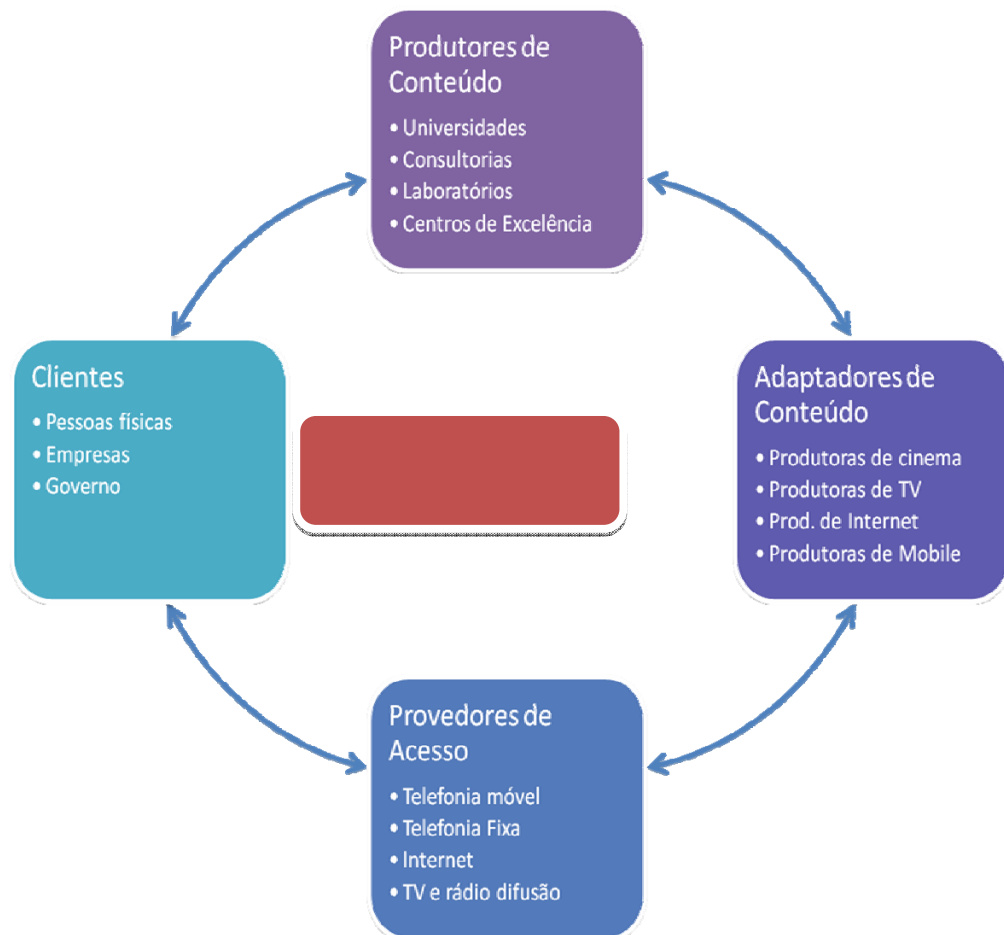 Produtores de
Conteúdo
• Universidades
• Consultorias
• Laboratórios
• Centros de Excelência
Clientes
• Pessoas físicas
• Empresas
• Governo
Adaptadores de
Conteúdo
• Produtoras de cinema
• Produtoras de TV
• Prod. de Internet
• Produtoras de Mobile
Provedores de
Acesso
• Telefonia móvel
• Telefonia Fixa
• Internet
• TV e rádio difusão